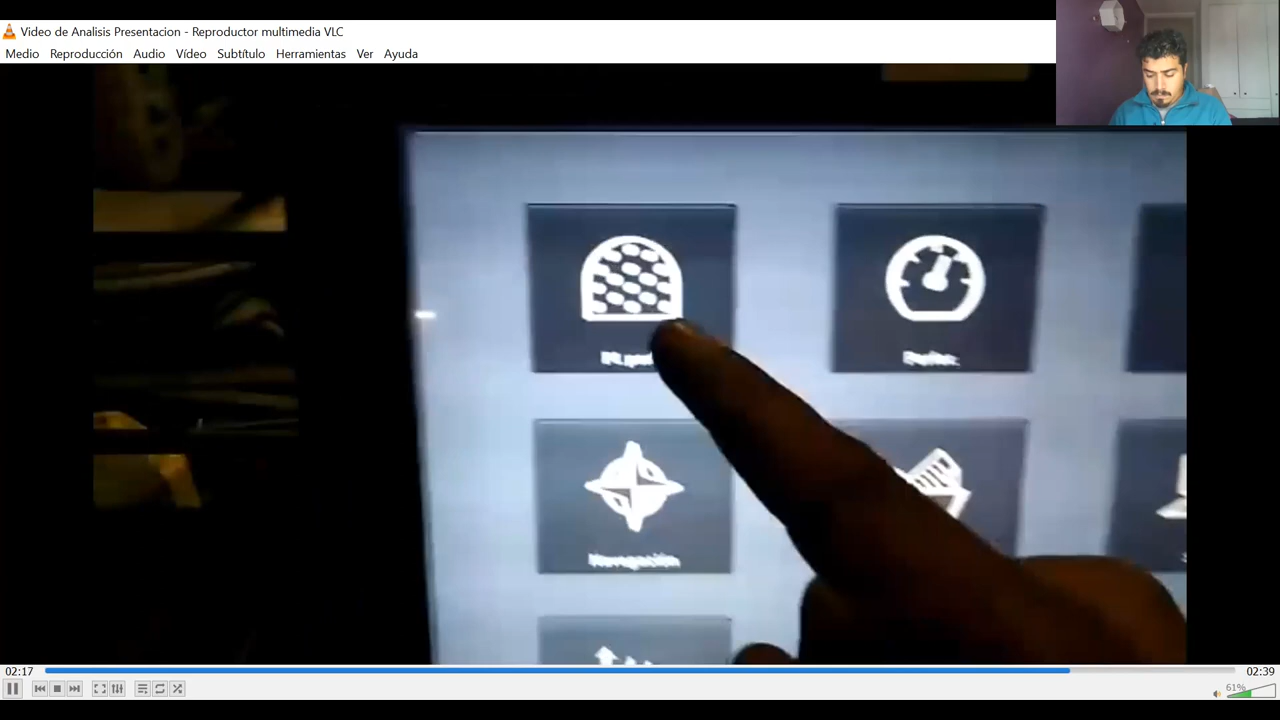 Video de Analisis Presentacion - Reproductor multimedia VLC
Medio Reproducción Audio Vídeo Subtítulo Herramientas Ver Ayuda
Navegación
02:17
02:39
61%